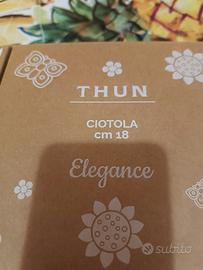 THUN
CIOTOLA
cm 18
Elegance
subito